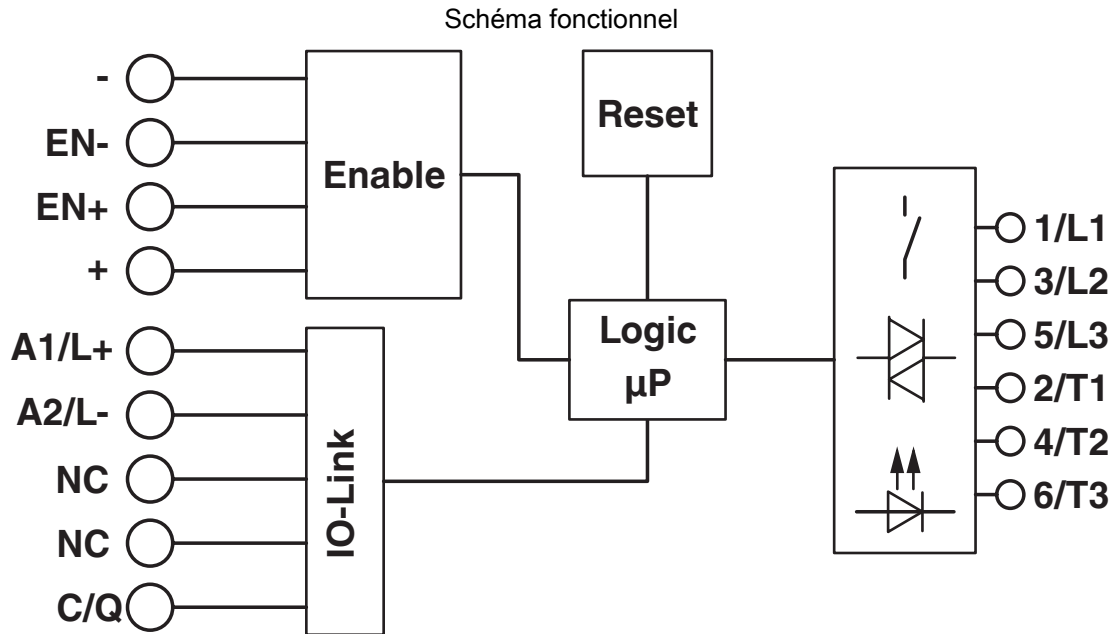 Schéma fonctionnel
-
EN-
EN+
+
Enable
Reset
A1/L+
A2/L-
NC
NC
C/Q
IO-Link
Logic
µP
1/L1
3/L2
5/L3
2/T1
4/T2
6/T3